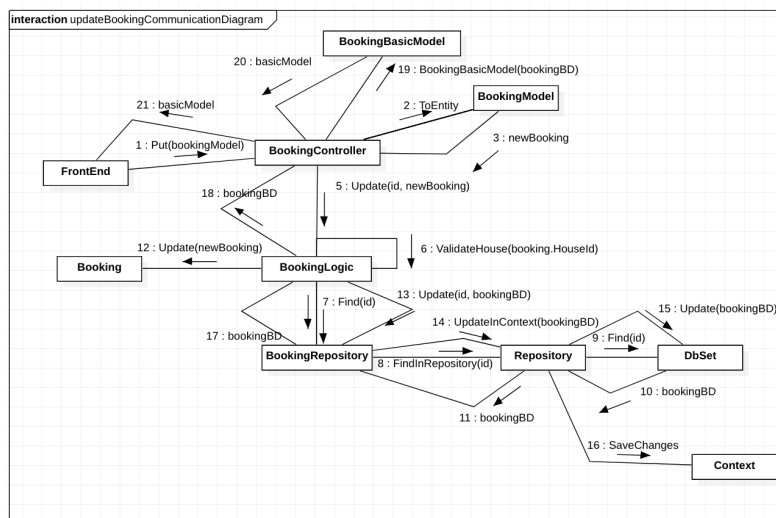 interaction updateBookingCommunicationDiagram
BookingBasicModel
20 : basicModel
19 : BookingBasicModel(bookingBD)
BookingModel
21 : basicModel
2 : ToEntity
1 : Put(bookingModel)
3 : newBooking
BookingController
FrontEnd
18 : bookingBD
5 : Update(id, newBooking)
12 : Update(newBooking)
6 : ValidateHouse(booking.HouseId)
Booking
BookingLogic
7 : Find(id)
13 : Update(id, bookingBD)
15 : Update(bookingBD)
14 : UpdateInContext(bookingBD)
17 : bookingBD
9 : Find(id)
BookingRepository
Repository
DbSet
8 : FindInRepository(id)
10 : bookingBD
11 : bookingBD
16 : SaveChanges
Context